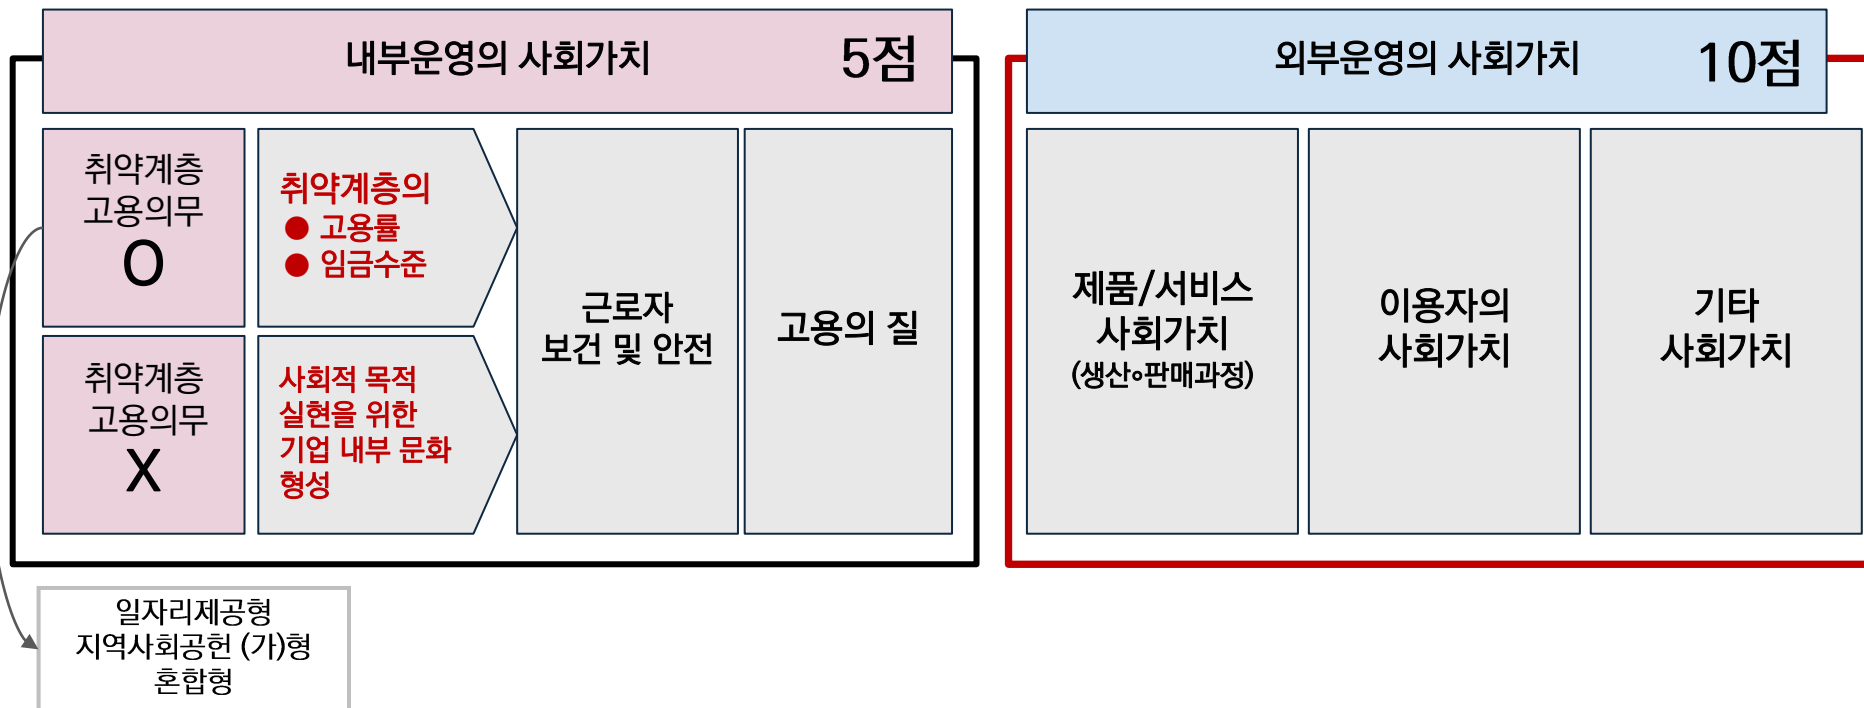 내부운영의 사회가치 5점
취약계층
고용의무
O
취약계층의
● 고용률
● 임금수준
취약계층
고용의무
X
사회적 목적
실현을 위한
기업 내부 문화
형성
근로자
보건 및 안전
고용의 질
일자리제공형
지역사회공헌 (가)형
혼합형
외부운영의 사회가치 10점
제품/서비스
사회가치
(생산∘판매과정)
이용자의
사회가치
기타
사회가치